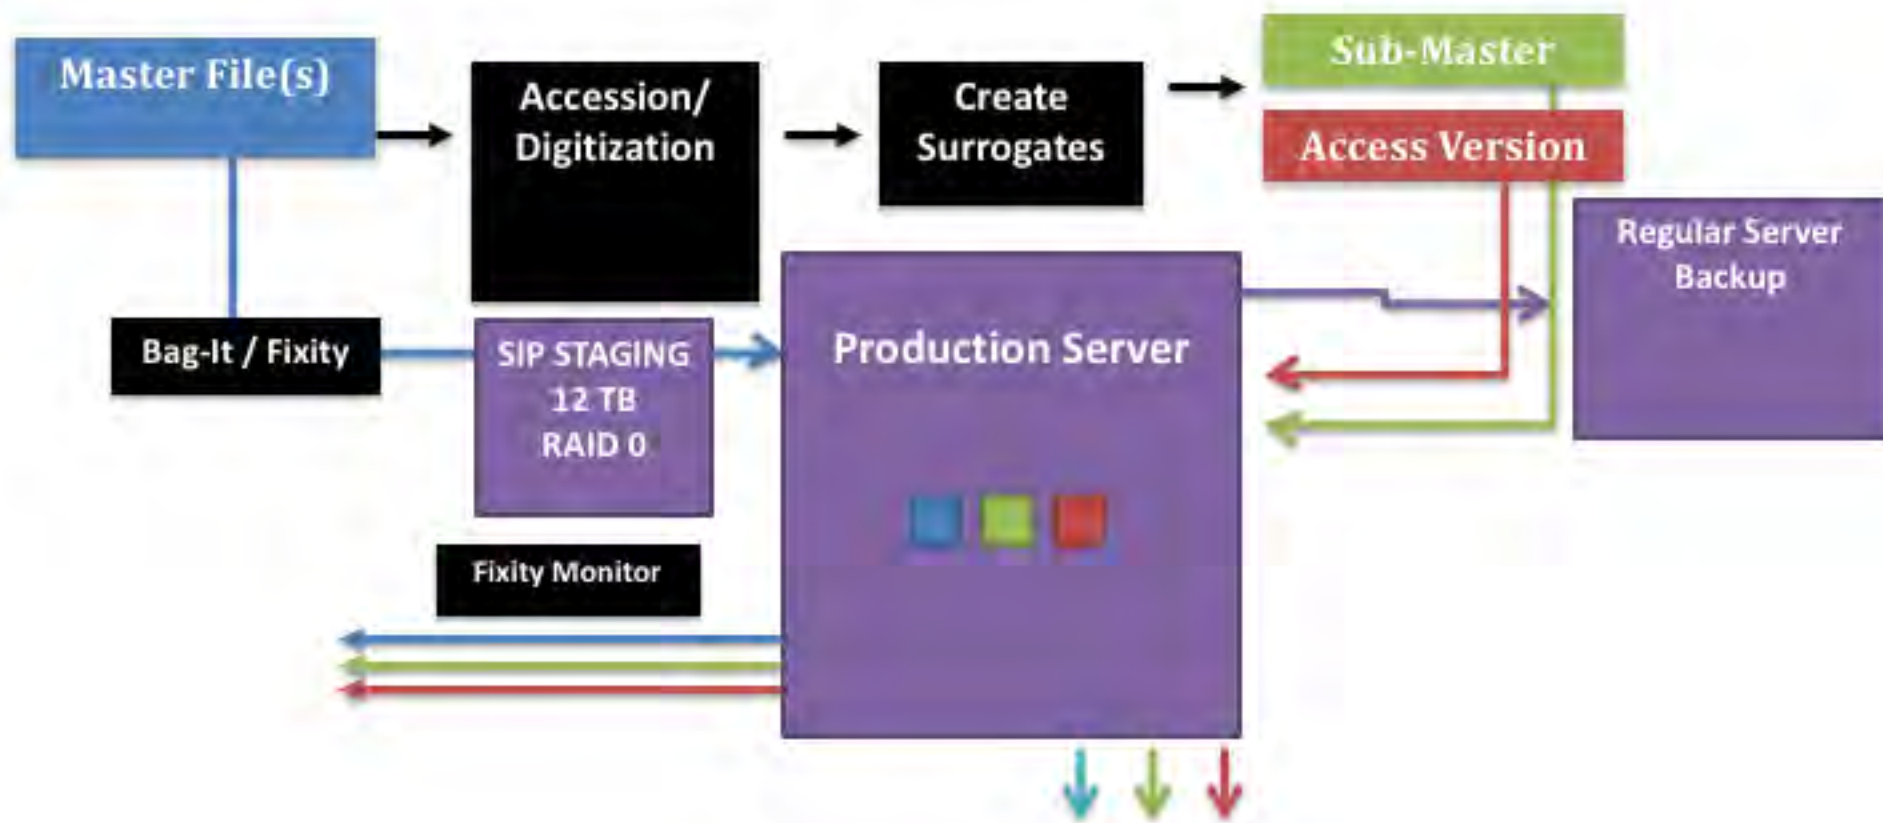 Master File(s)
Accession/
Digitization
Create
Surrogates
Sub-Master
Access Version
Regular Server
Backup
Bag-It / Fixity
SIP STAGING
12 TB
RAID 0
Production Server
Fixity Monitor